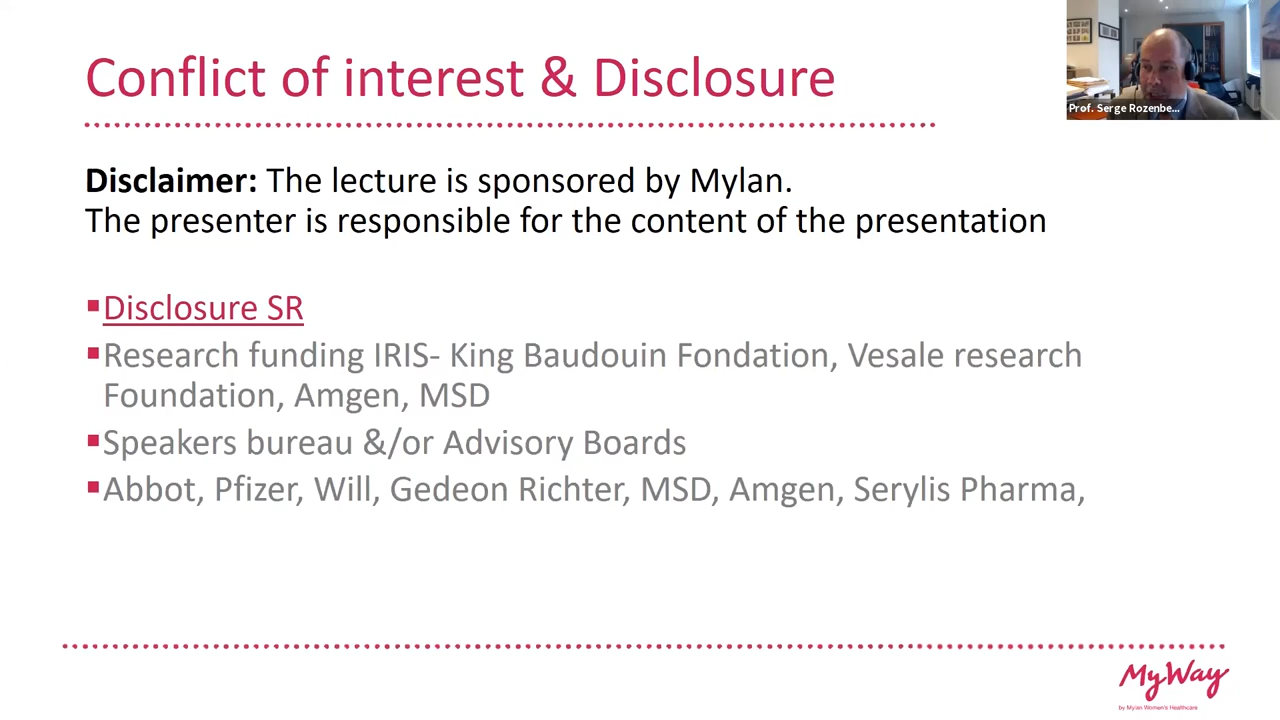 Conflict of interest & Disclosure
Prof. Serge Rozenbe...
Disclaimer: The lecture is sponsored by Mylan.
The presenter is responsible for the content of the presentation
▪Disclosure SR
▪Research funding IRIS- King Baudouin Fondation, Vesale research
Foundation, Amgen, MSD
▪Speakers bureau &/or Advisory Boards
▪Abbot, Pfizer, Will, Gedeon Richter, MSD, Amgen, Serylis Pharma,
MyWay
by Mylan Women's Healthcare